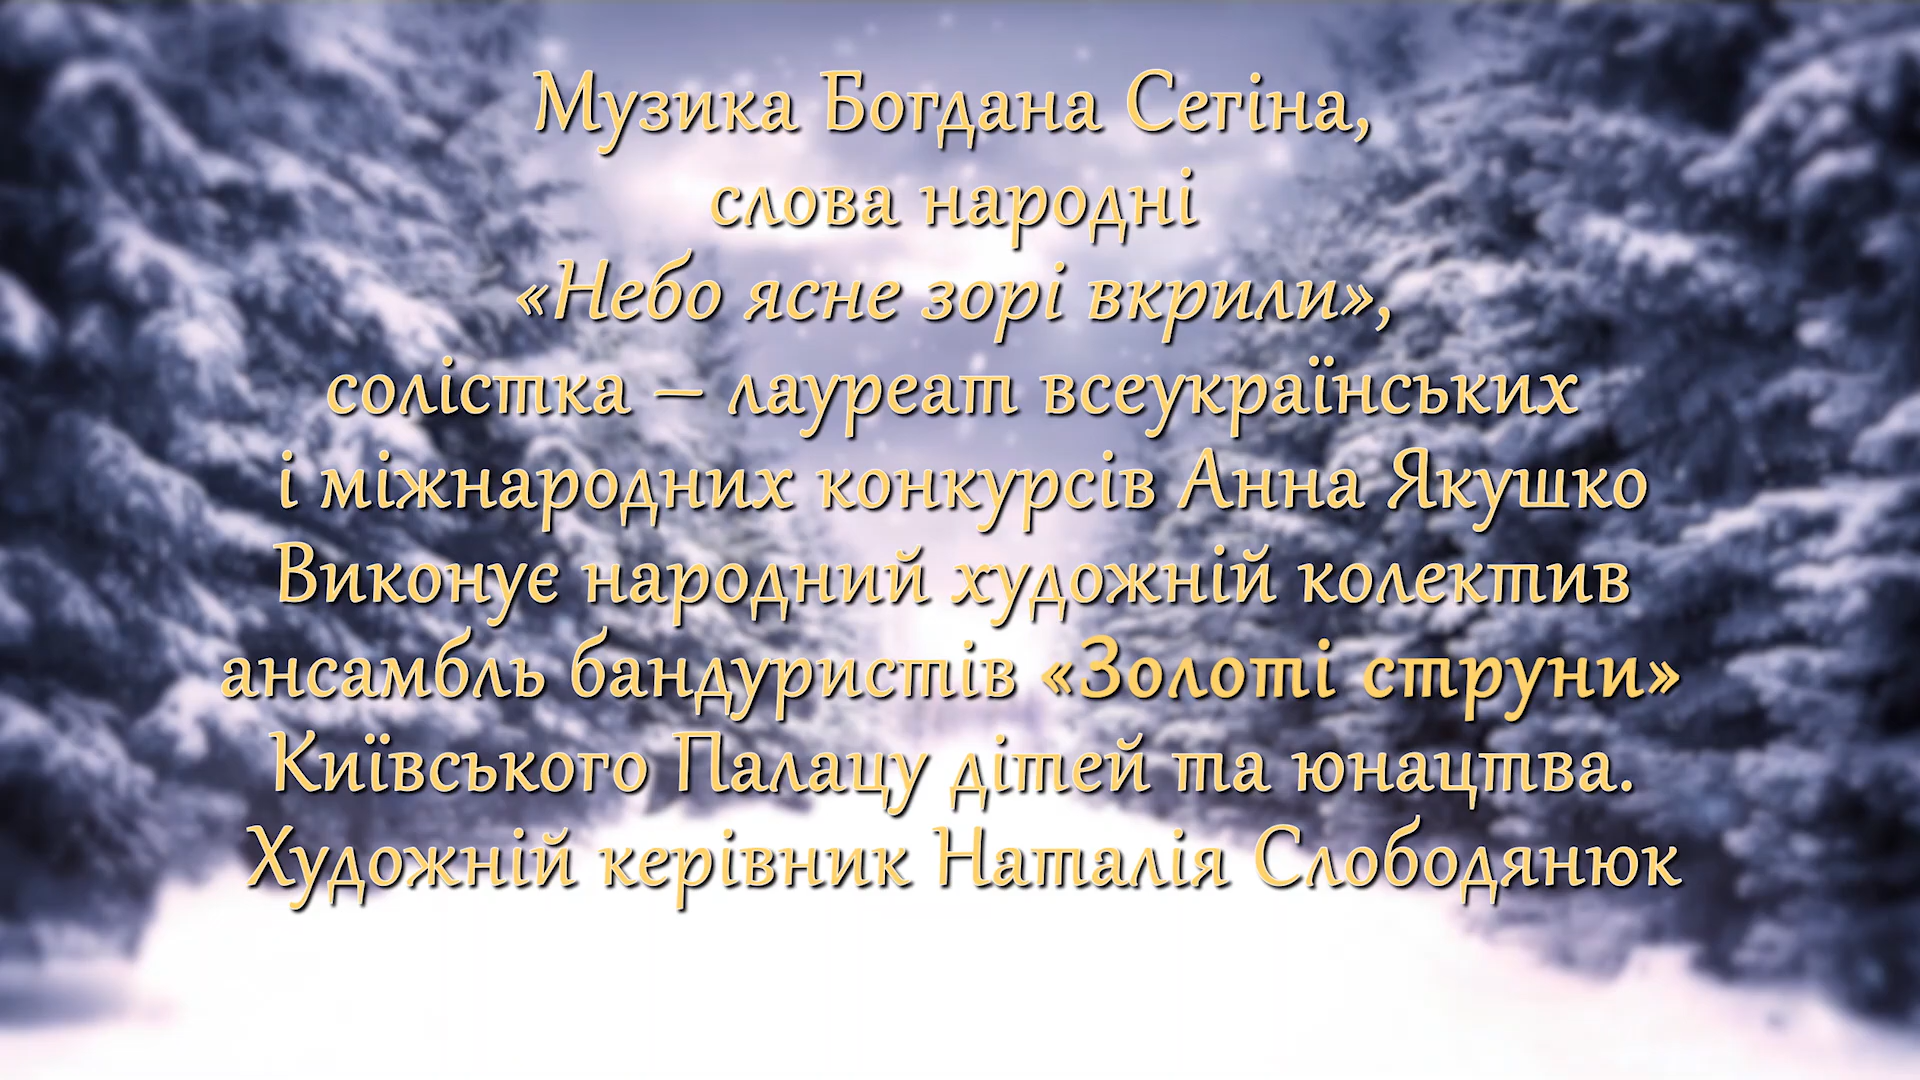 Музика Богдана Сегіна,
слова народні
«Небо ясне зорі вкрили»,
солістка – лауреат всеукраїнських
і міжнародних конкурсів Анна Якушко
Виконує народний художній колектив
ансамбль бандуристів «Золоті струни»
Київського Палацу дітей та юнацтва.
Художній керівник Наталія Слободянюк